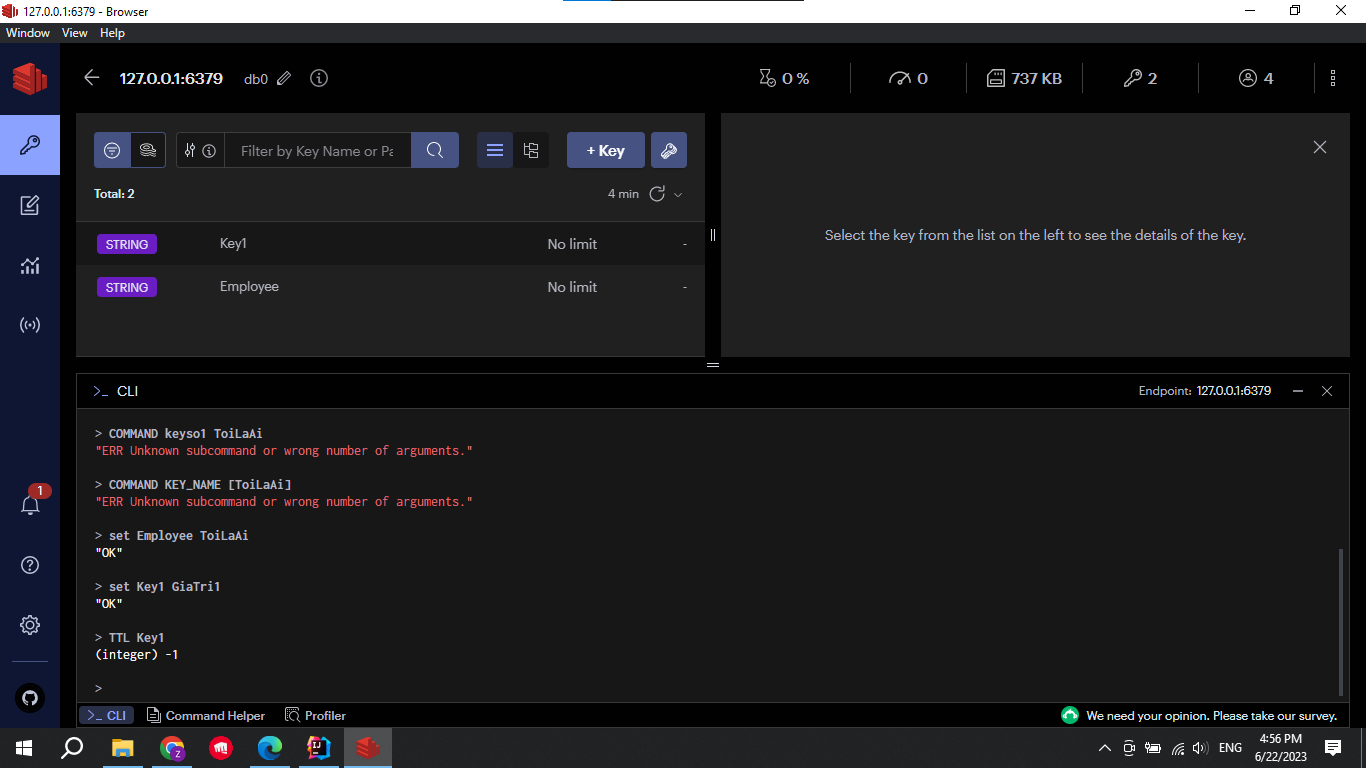 127.0.0.1:6379 - Browser
Window View Help
127.0.0.1:6379 db0 0 % 0 737 KB 2 4
Filter by Key Name or Pa + Key
Total: 2 4 min
STRING Key1 No limit -
STRING Employee No limit -
Select the key from the list on the left to see the details of the key.
>_ CLI Endpoint: 127.0.0.1:6379
> COMMAND keyso1 ToiLaAi
"ERR Unknown subcommand or wrong number of arguments."
> COMMAND KEY_NAME [ToiLaAi]
"ERR Unknown subcommand or wrong number of arguments."
> set Employee ToiLaAi
"OK"
> set Key1 GiaTri1
"OK"
> TTL Key1
(integer) -1
>
1
>_ CLI Command Helper Profiler We need your opinion. Please take our survey.
Z IJ ENG 4:56 PM
6/22/2023